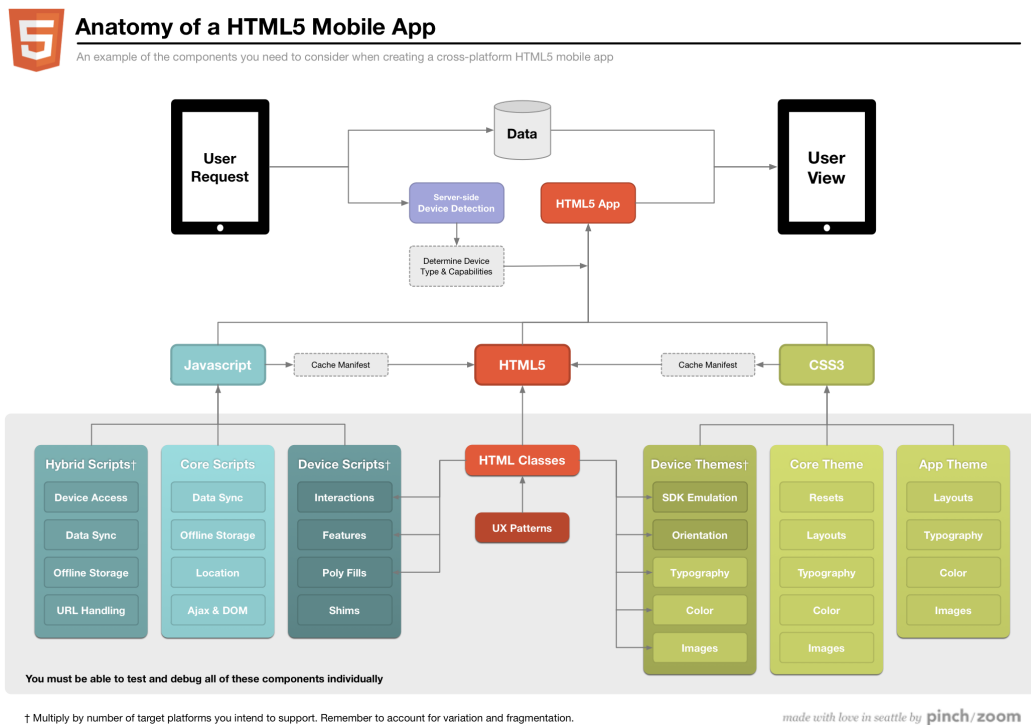 5
Anatomy of a HTML5 Mobile App
An example of the components you need to consider when creating a cross-platform HTML5 mobile app
User
Request
Data
User
View
Server-side
Device Detection
HTML5 App
Determine Device
Type & Capabilities
Javascript
Cache Manifest
HTML5
Cache Manifest
CSS3
Hybrid Scripts†
Device Access
Data Sync
Offline Storage
URL Handling
Core Scripts
Data Sync
Offline Storage
Location
Ajax & DOM
Device Scripts†
Interactions
Features
Poly Fills
Shims
HTML Classes
UX Patterns
Device Themes†
SDK Emulation
Orientation
Typography
Color
Images
Core Theme
Resets
Layouts
Typography
Color
Images
App Theme
Layouts
Typography
Color
Images
You must be able to test and debug all of these components individually
† Multiply by number of target platforms you intend to support. Remember to account for variation and fragmentation.
made with love in seattle by pinch/zoom